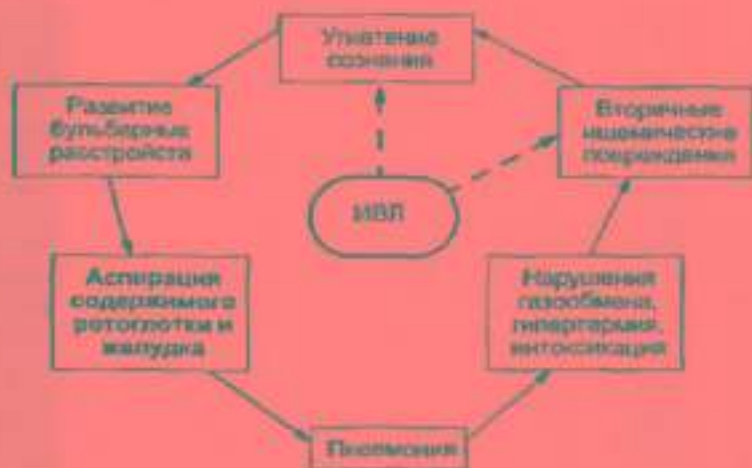 Угнетение
сознания
Развитие
бульбарных
расстройств
Вторичные
ишемические
повреждения
ИВЛ
Аспирация
содержимого
ротоглотки и
желудка
Нарушения
газообмена,
гипертермия,
интоксикация
Пневмония